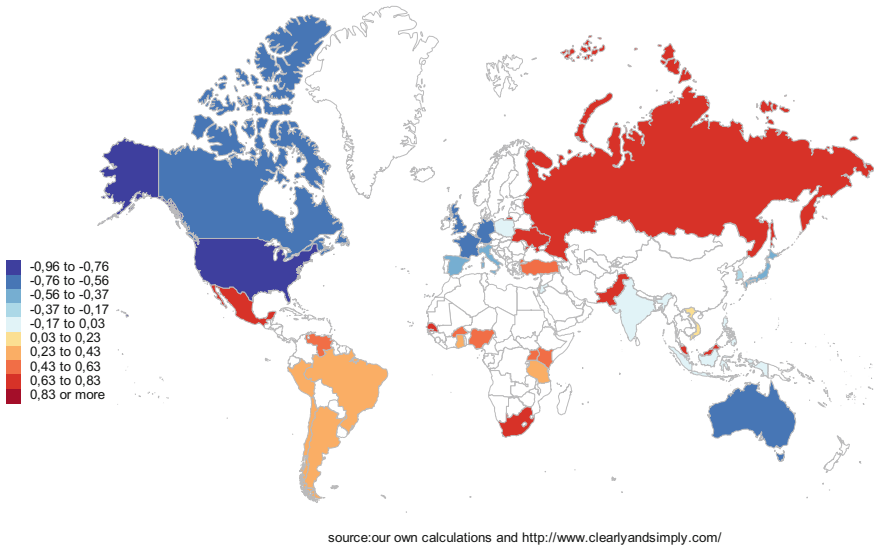 -0,96 to -0,76
-0,76 to -0,56
-0,56 to -0,37
-0,37 to -0,17
-0,17 to 0,03
0,03 to 0,23
0,23 to 0,43
0,43 to 0,63
0,63 to 0,83
0,83 or more
source:our own calculations and http://www.clearlyandsimply.com/